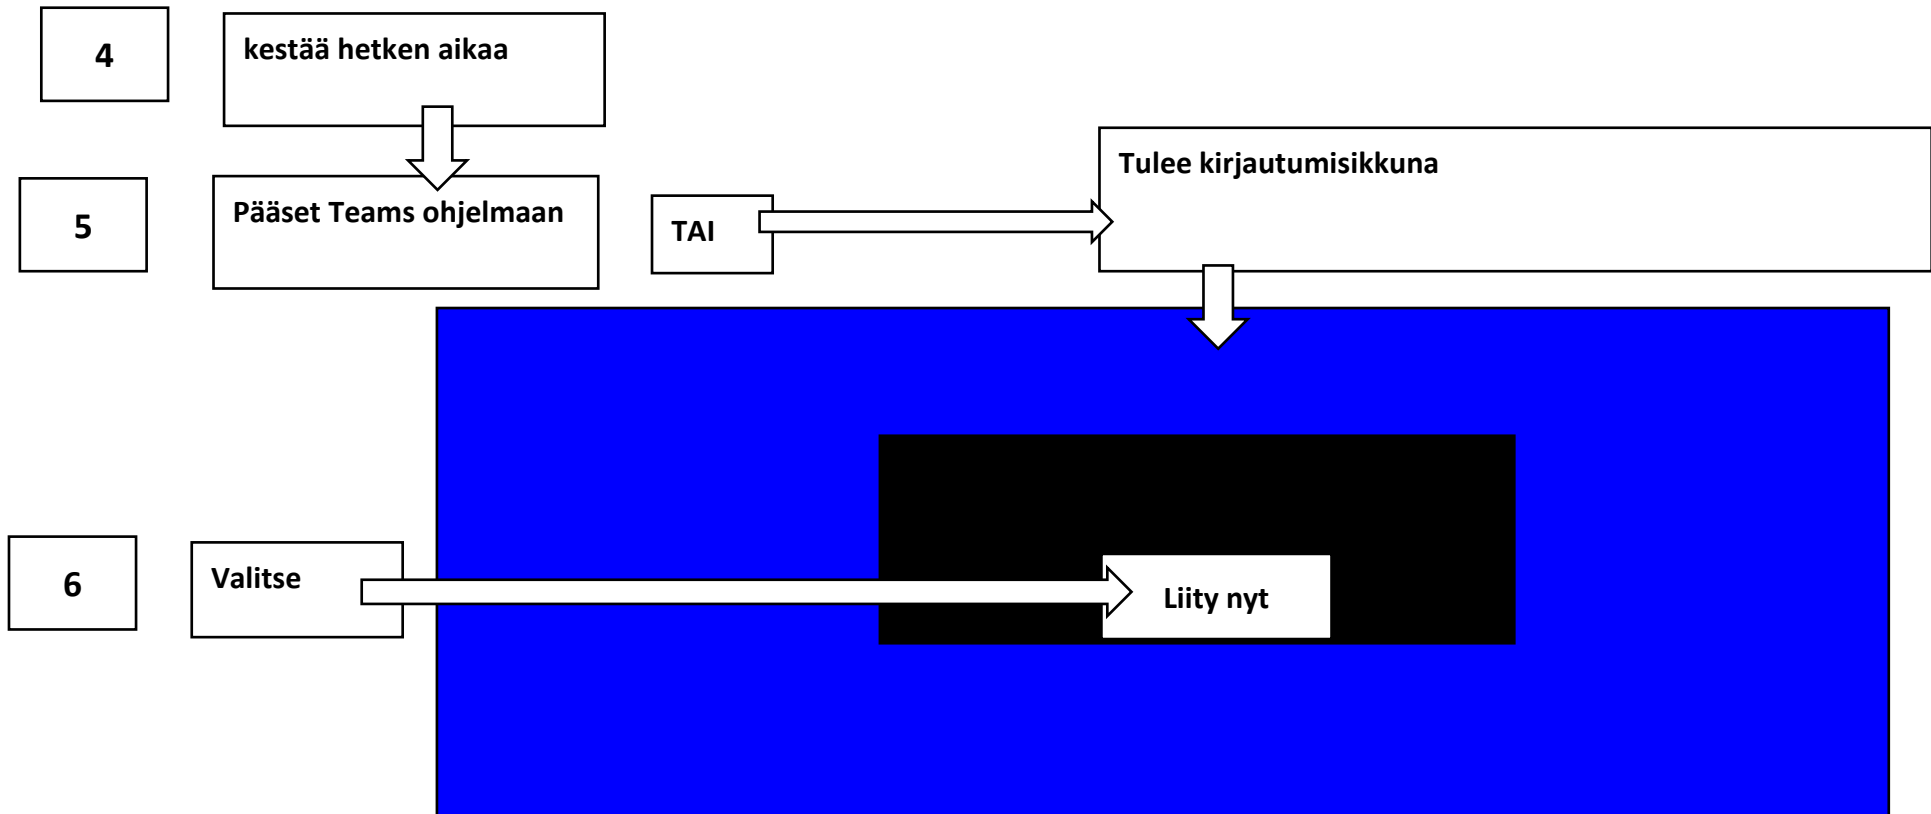 4
kestää hetken aikaa
5
Pääset Teams ohjelmaan
TAI
Tulee kirjautumisikkuna
6
Valitse
Liity nyt